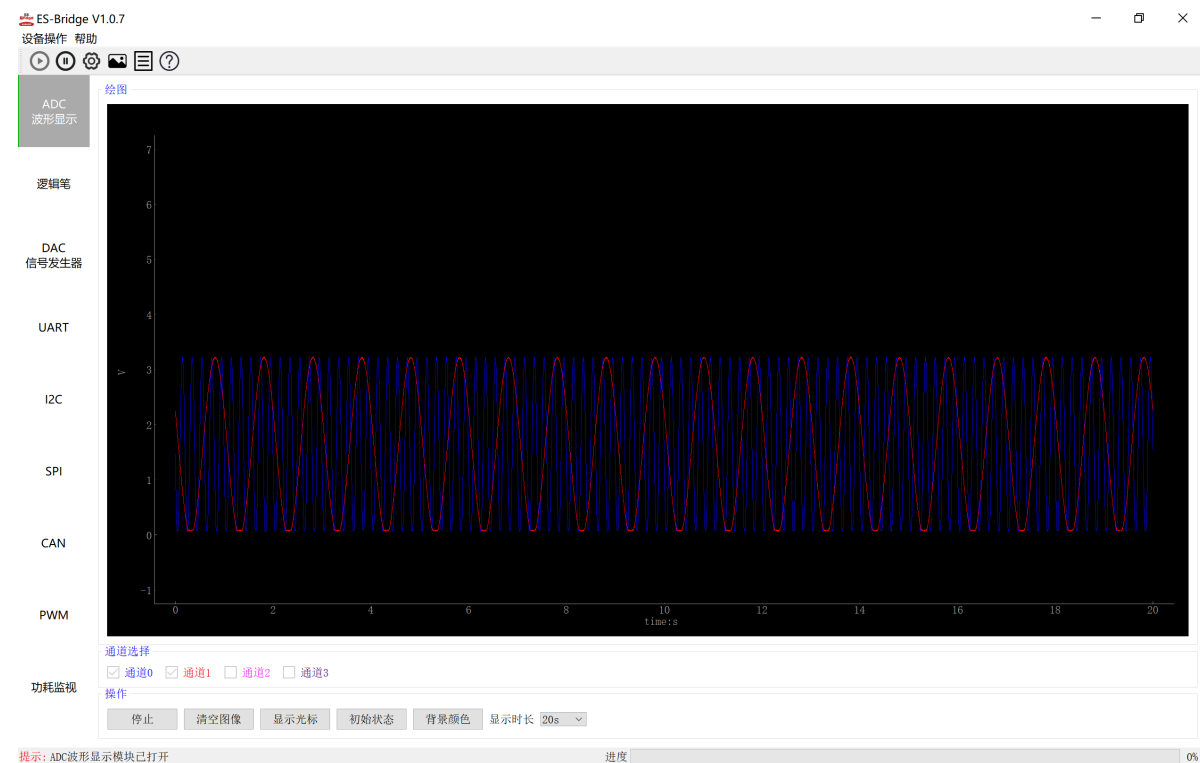 ES-Bridge V1.0.7
设备操作 帮助
ADC
波形显示
逻辑笔
DAC
信号发生器
UART
I2C
SPI
CAN
PWM
功耗监视
绘图
7
6
5
4
3
2
1
0
-1
V
0 2 4 6 8 10 12 14 16 18 20
time:s
通道选择
通道0 通道1 通道2 通道3
操作
停止 清空图像 显示光标 初始状态 背景颜色 显示时长 20s
提示: ADC波形显示模块已打开 进度 0%